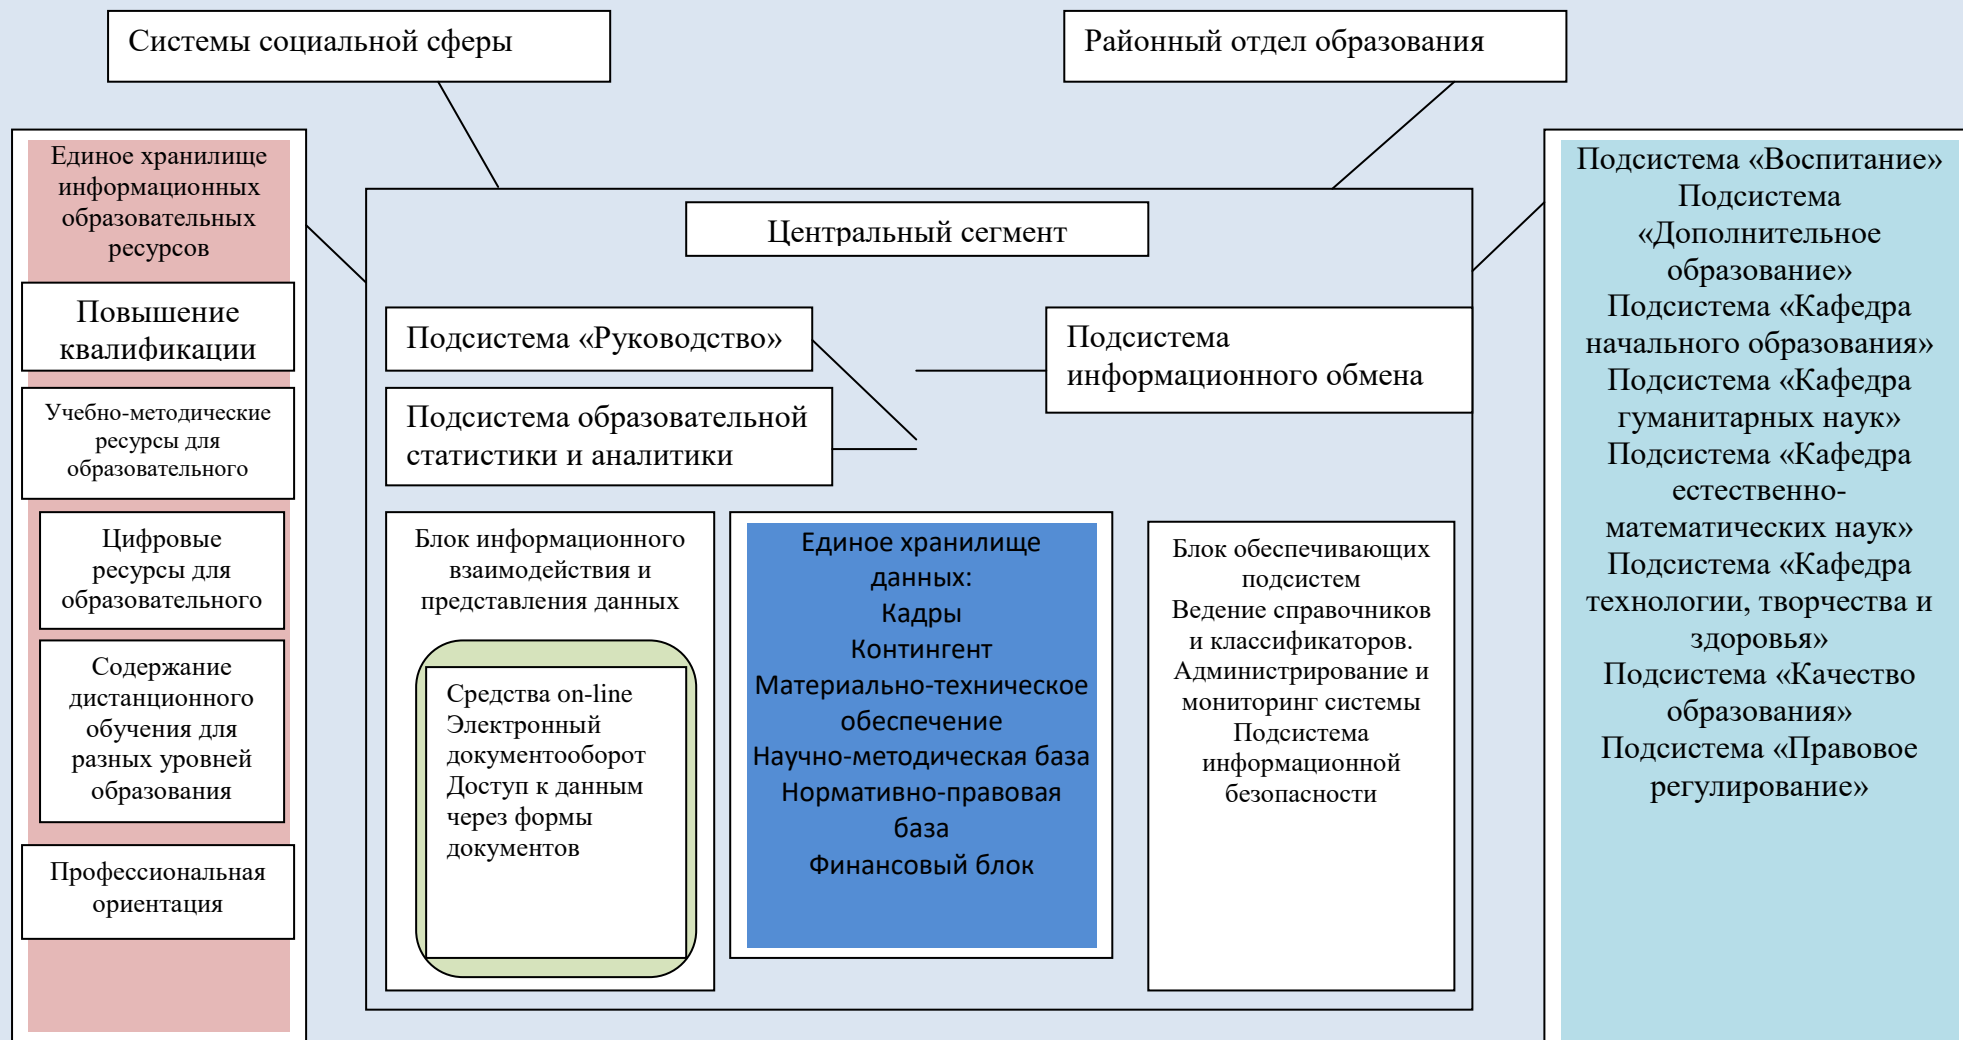 Системы социальной сферы
Районный отдел образования
Единое хранилище
информационных
образовательных
ресурсов
Повышение
квалификации
Учебно-методические
ресурсы для
образовательного
Цифровые
ресурсы для
образовательного
Содержание
дистанционного
обучения для
разных уровней
образования
Профессиональная
ориентация
Центральный сегмент
Подсистема «Руководство»
Подсистема
информационного обмена
Подсистема образовательной
статистики и аналитики
Блок информационного
взаимодействия и
представления данных
Средства on-line
Электронный
документооборот
Доступ к данным
через формы
документов
Единое хранилище
данных:
Кадры
Контингент
Материально-техническое
обеспечение
Научно-методическая база
Нормативно-правовая
база
Финансовый блок
Блок обеспечивающих
подсистем
Ведение справочников
и классификаторов.
Администрирование и
мониторинг системы
Подсистема
информационной
безопасности
Подсистема «Воспитание»
Подсистема
«Дополнительное
образование»
Подсистема «Кафедра
начального образования»
Подсистема «Кафедра
гуманитарных наук»
Подсистема «Кафедра
естественно-
математических наук»
Подсистема «Кафедра
технологии, творчества и
здоровья»
Подсистема «Качество
образования»
Подсистема «Правовое
регулирование»